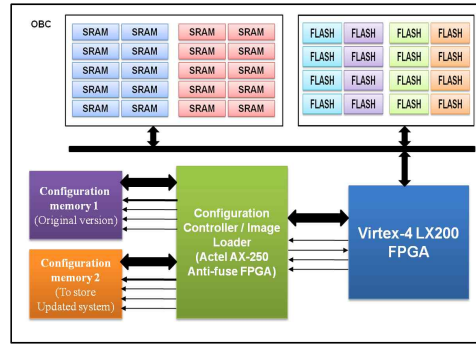 OBC
SRAM SRAM SRAM SRAM
SRAM SRAM SRAM SRAM
SRAM SRAM SRAM SRAM
SRAM SRAM SRAM SRAM
SRAM SRAM SRAM SRAM
FLASH FLASH FLASH FLASH
FLASH FLASH FLASH FLASH
FLASH FLASH FLASH FLASH
FLASH FLASH FLASH FLASH
Configuration
memory 1
(Original version)
Configuration
memory 2
(To store
Updated system)
Configuration
Controller / Image
Loader
(Actel AX-250
Anti-fuse FPGA)
Virtex-4 LX200
FPGA